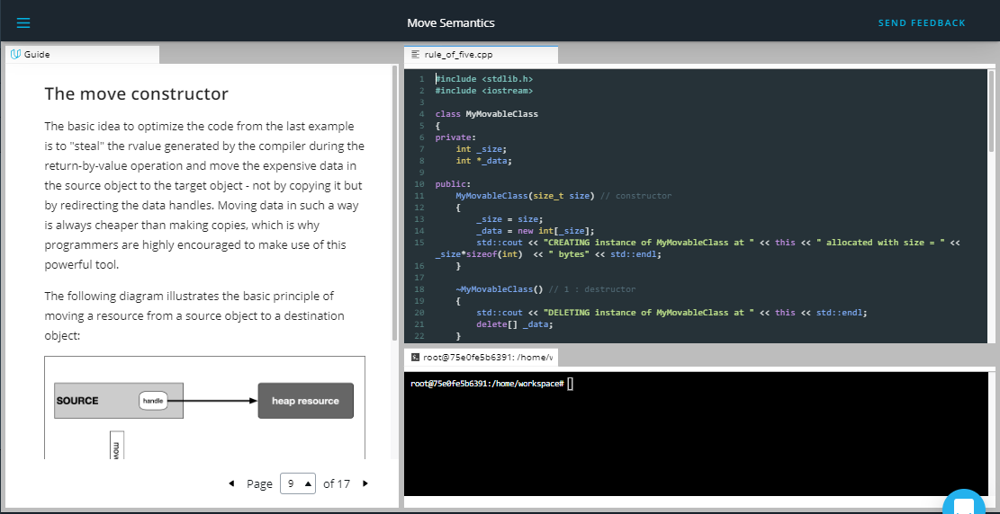 Move Semantics
SEND FEEDBACK
Guide
The move constructor
The basic idea to optimize the code from the last example
is to "steal" the rvalue generated by the compiler during the
return-by-value operation and move the expensive data in
the source object to the target object - not by copying it but
by redirecting the data handles. Moving data in such a way
is always cheaper than making copies, which is why
programmers are highly encouraged to make use of this
powerful tool.
The following diagram illustrates the basic principle of
moving a resource from a source object to a destination
object:
SOURCE
handle
heap resource
mov
Page 9 of 17
rule_of_five.cpp
1 #include <stdlib.h>
2 #include <iostream>
3
4 class MyMovableClass
5 {
6 private:
7 int _size;
8 int *_data;
9
10 public:
11 MyMovableClass(size_t size) // constructor
12 {
13 _size = size;
14 _data = new int[_size];
15 std::cout << "CREATING instance of MyMovableClass at " << this << " allocated with size = " <<
_size*sizeof(int) << " bytes" << std::endl;
16 }
17
18 ~MyMovableClass() // 1 : destructor
19 {
20 std::cout << "DELETING instance of MyMovableClass at " << this << std::endl;
21 delete[] _data;
22 }
root@75e0fe5b6391: /home/w
root@75e0fe5b6391:/home/workspace#